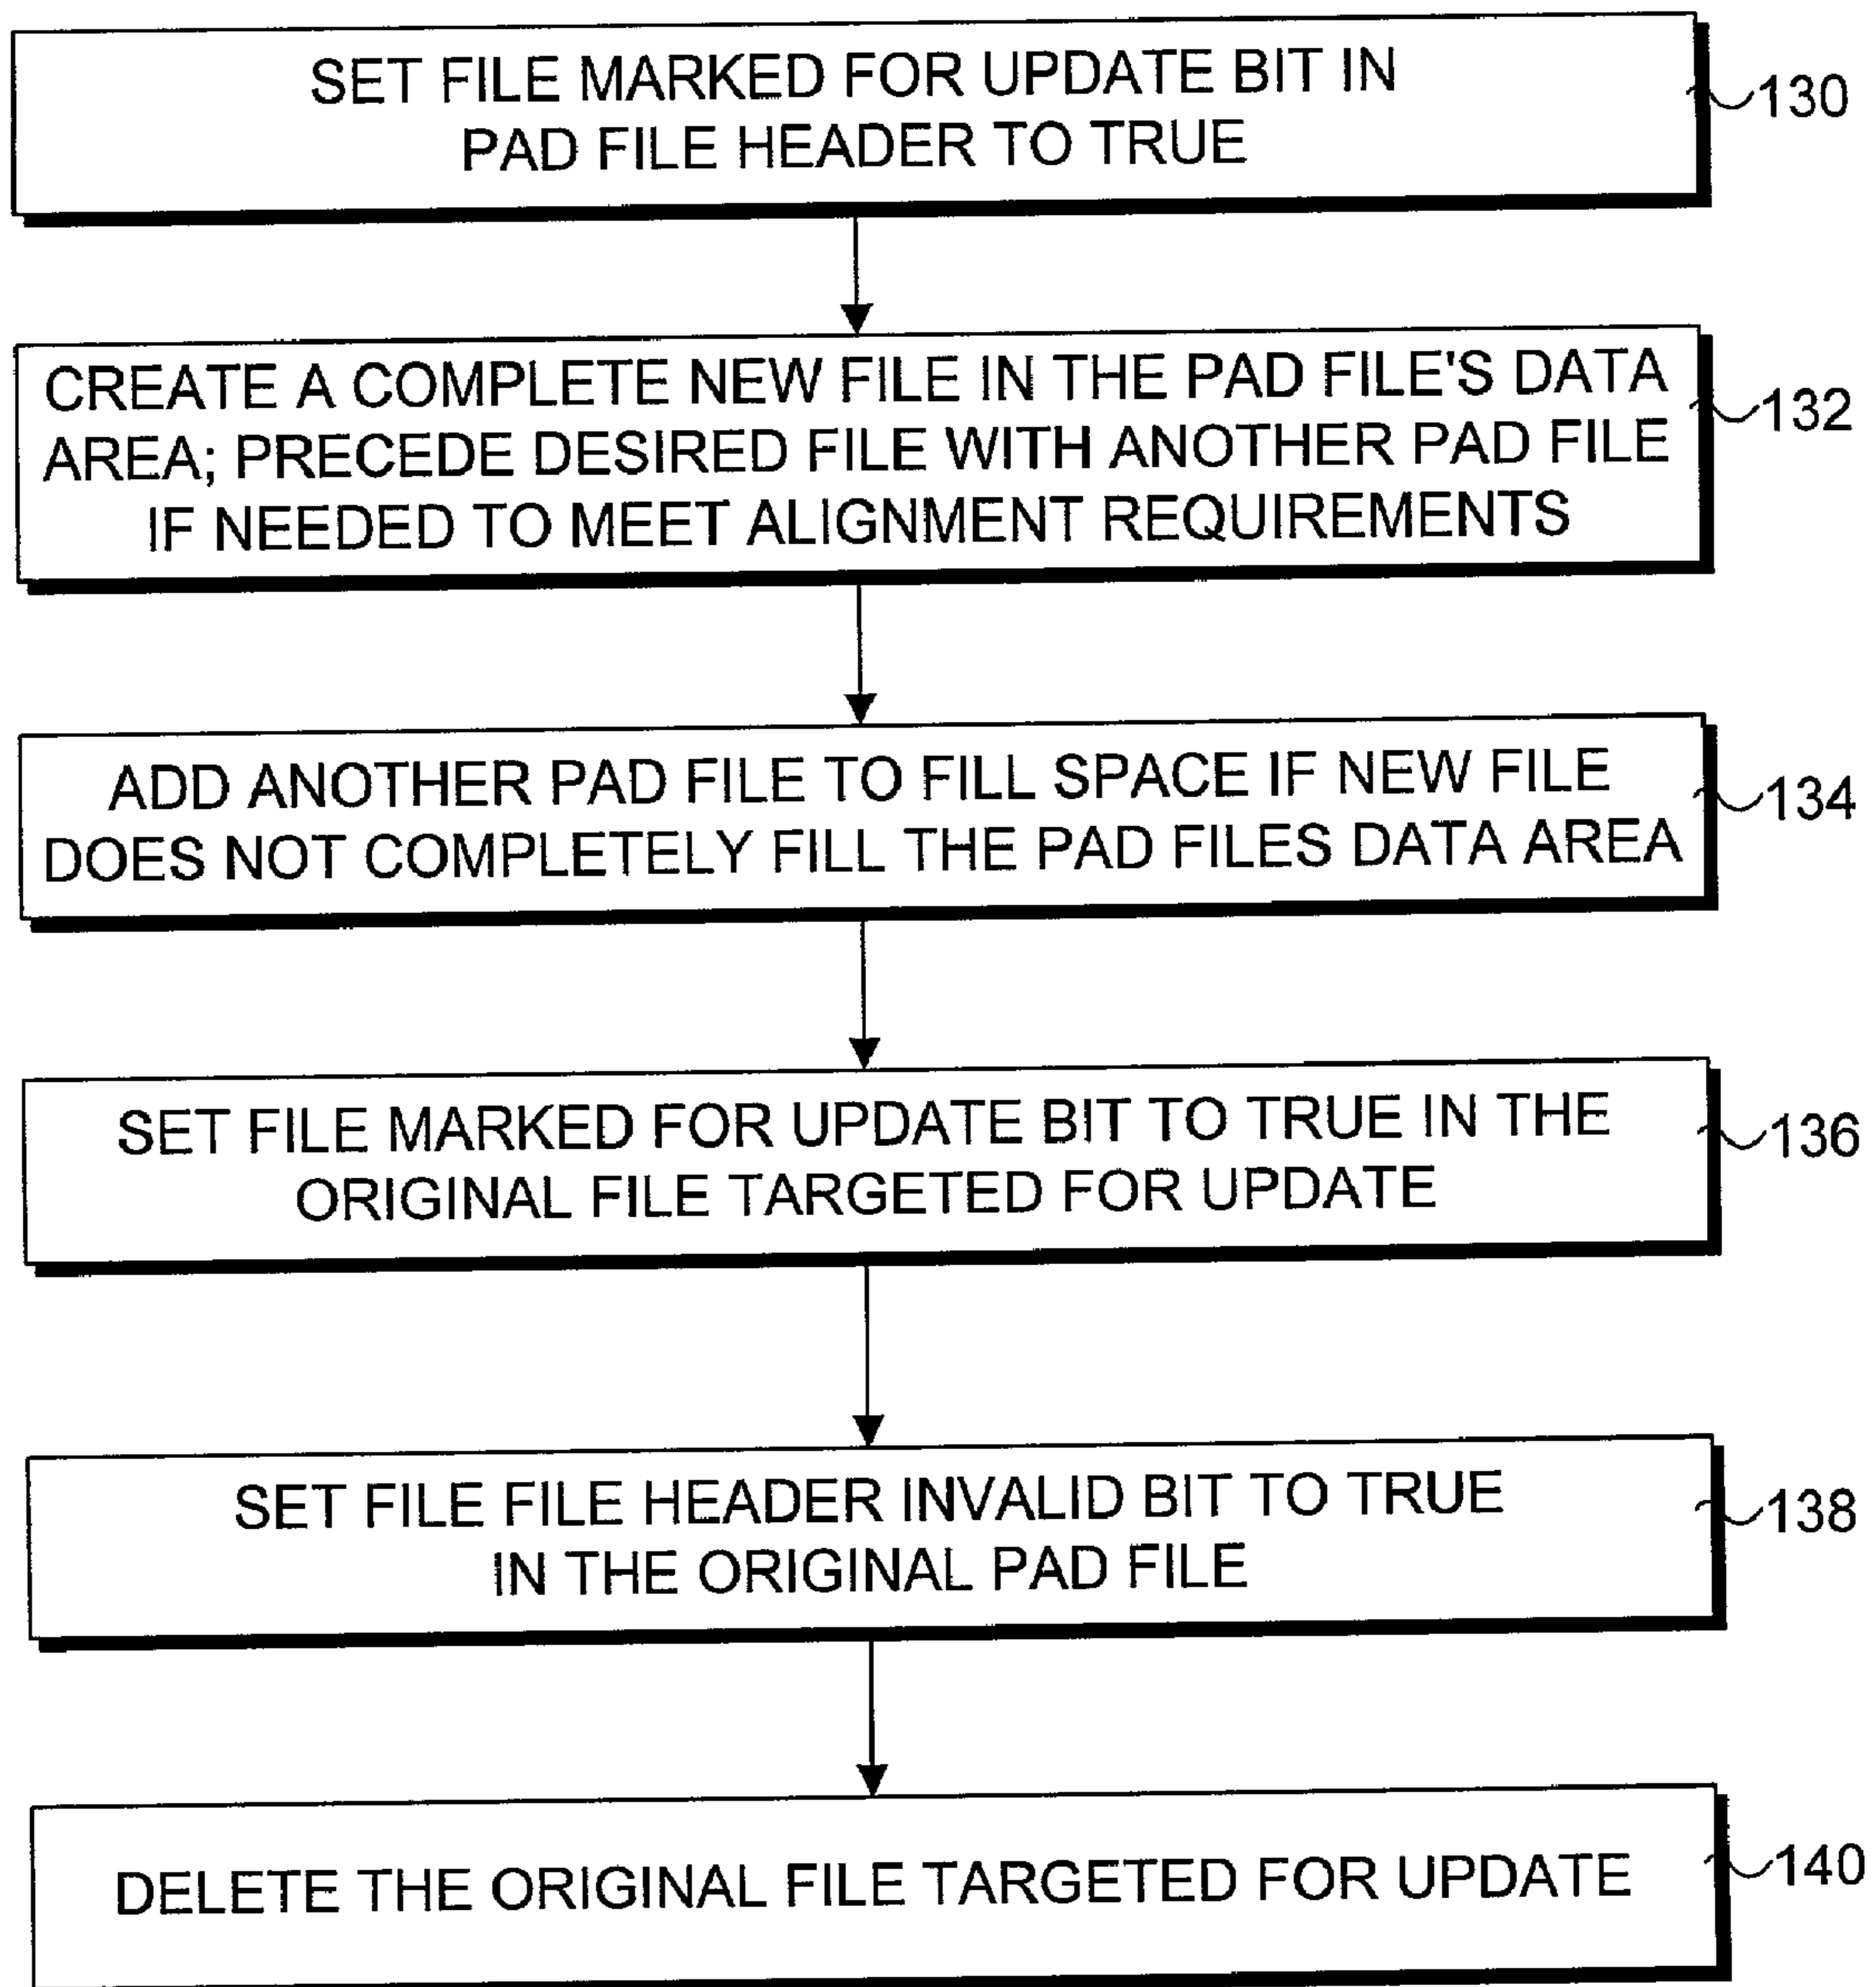 SET FILE MARKED FOR UPDATE BIT IN
PAD FILE HEADER TO TRUE
130
CREATE A COMPLETE NEW FILE IN THE PAD FILE'S DATA
AREA; PRECEDE DESIRED FILE WITH ANOTHER PAD FILE
IF NEEDED TO MEET ALIGNMENT REQUIREMENTS
132
ADD ANOTHER PAD FILE TO FILL SPACE IF NEW FILE
DOES NOT COMPLETELY FILL THE PAD FILES DATA AREA
134
SET FILE MARKED FOR UPDATE BIT TO TRUE IN THE
ORIGINAL FILE TARGETED FOR UPDATE
136
SET FILE FILE HEADER INVALID BIT TO TRUE
IN THE ORIGINAL PAD FILE
138
DELETE THE ORIGINAL FILE TARGETED FOR UPDATE
140